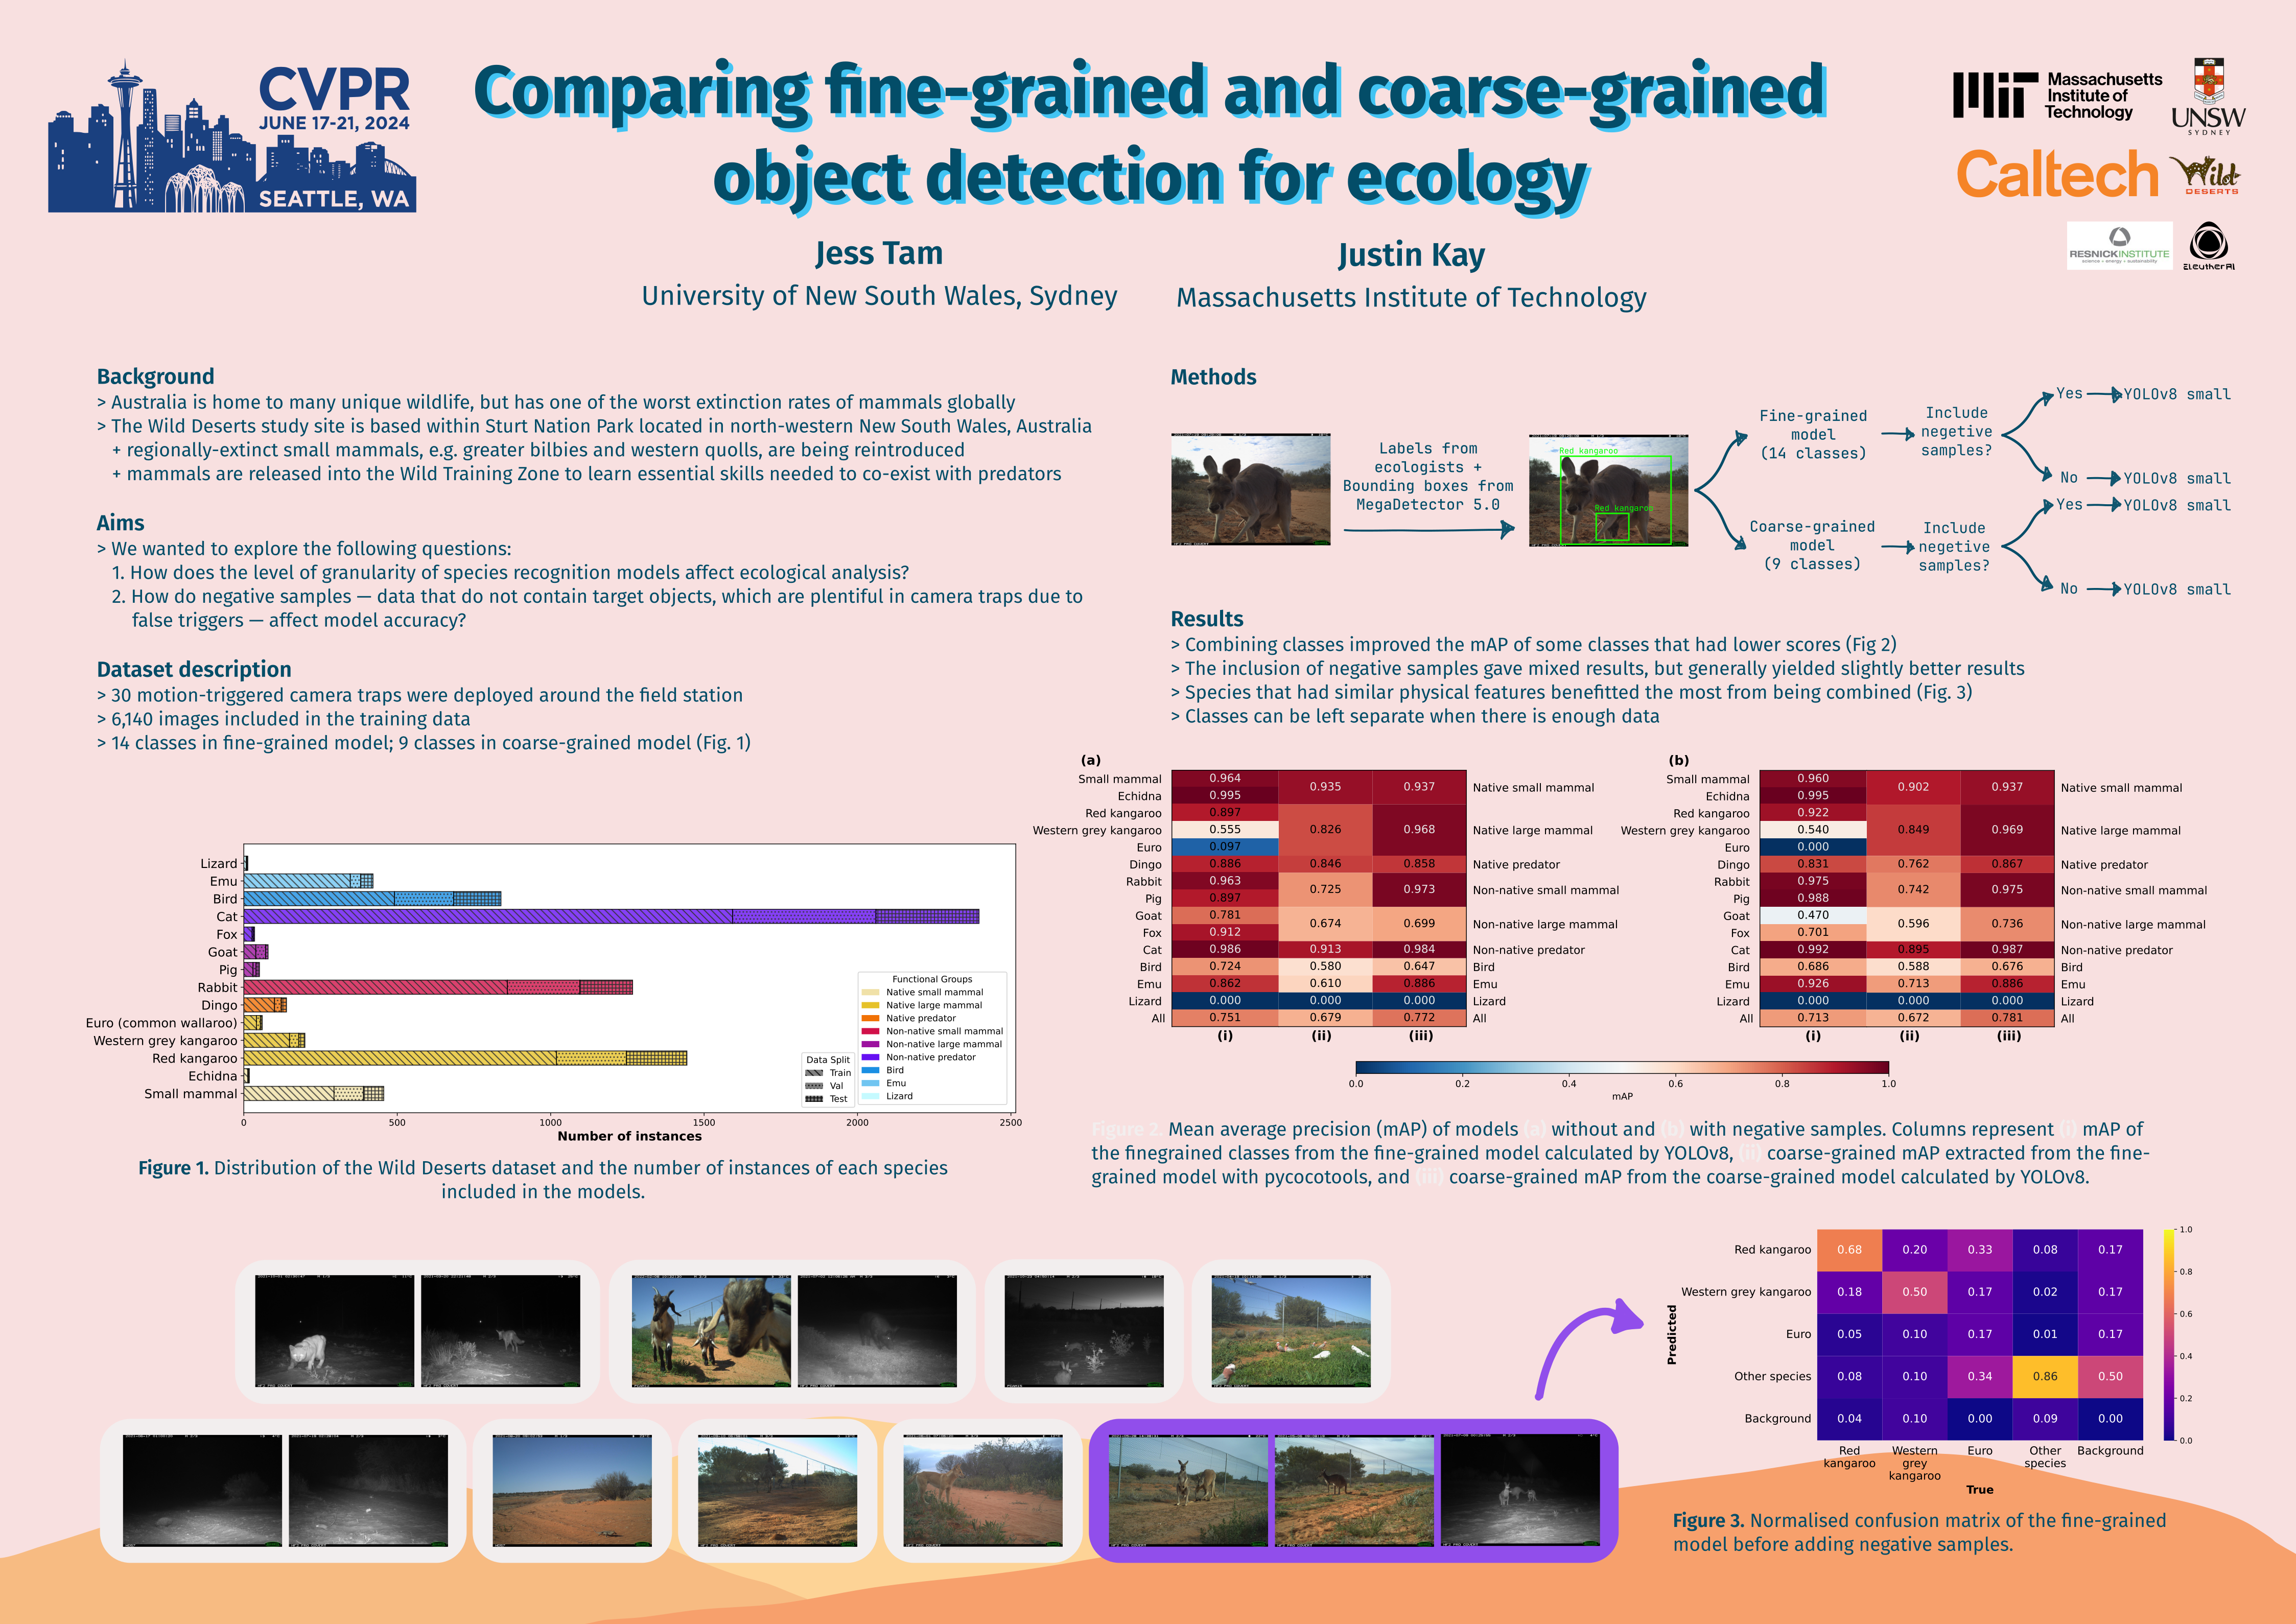 CVPR
JUNE 17-21, 2024
SEATTLE, WA
Comparing fine-grained and coarse-grained
object detection for ecology
Massachusetts
Institute of
Technology
UNSW
SYDNEY
Caltech
Wild
DESERTS
RESNICKINSTITUTE
science + energy + sustainability
EleutherAI
Jess Tam
University of New South Wales, Sydney
Justin Kay
Massachusetts Institute of Technology
Background
> Australia is home to many unique wildlife, but has one of the worst extinction rates of mammals globally
> The Wild Deserts study site is based within Sturt Nation Park located in north-western New South Wales, Australia
+ regionally-extinct small mammals, e.g. greater bilbies and western quolls, are being reintroduced
+ mammals are released into the Wild Training Zone to learn essential skills needed to co-exist with predators
Aims
> We wanted to explore the following questions:
1. How does the level of granularity of species recognition models affect ecological analysis?
2. How do negative samples — data that do not contain target objects, which are plentiful in camera traps due to
false triggers — affect model accuracy?
Dataset description
> 30 motion-triggered camera traps were deployed around the field station
> 6,140 images included in the training data
> 14 classes in fine-grained model; 9 classes in coarse-grained model (Fig. 1)
Lizard
Emu
Bird
Cat
Fox
Goat
Pig
Rabbit
Dingo
Euro (common wallaroo)
Western grey kangaroo
Red kangaroo
Echidna
Small mammal
0 500 1000 1500 2000 2500
Number of instances
Data Split
Train
Val
Test
Functional Groups
Native small mammal
Native large mammal
Native predator
Non-native small mammal
Non-native large mammal
Non-native predator
Bird
Emu
Lizard
Figure 1. Distribution of the Wild Deserts dataset and the number of instances of each species
included in the models.
Methods
Labels from
ecologists +
Bounding boxes from
MegaDetector 5.0
Red kangaroo
Red kangaroo
Fine-grained
model
(14 classes)
Include
negetive
samples?
Yes YOLOv8 small
No YOLOv8 small
Coarse-grained
model
(9 classes)
Include
negetive
samples?
Yes YOLOv8 small
No YOLOv8 small
Results
> Combining classes improved the mAP of some classes that had lower scores (Fig 2)
> The inclusion of negative samples gave mixed results, but generally yielded slightly better results
> Species that had similar physical features benefitted the most from being combined (Fig. 3)
> Classes can be left separate when there is enough data
(a)
Small mammal 0.964
Echidna 0.995
0.935 0.937 Native small mammal
Red kangaroo 0.897
Western grey kangaroo 0.555 0.826 0.968 Native large mammal
Euro 0.097
Dingo 0.886 0.846 0.858 Native predator
Rabbit 0.963
Pig 0.897
0.725 0.973 Non-native small mammal
Goat 0.781
Fox 0.912
0.674 0.699 Non-native large mammal
Cat 0.986 0.913 0.984 Non-native predator
Bird 0.724 0.580 0.647 Bird
Emu 0.862 0.610 0.886 Emu
Lizard 0.000 0.000 0.000 Lizard
All 0.751 0.679 0.772 All
(i) (ii) (iii)
(b)
Small mammal 0.960
Echidna 0.995
0.902 0.937 Native small mammal
Red kangaroo 0.922
Western grey kangaroo 0.540 0.849 0.969 Native large mammal
Euro 0.000
Dingo 0.831 0.762 0.867 Native predator
Rabbit 0.975
Pig 0.988
0.742 0.975 Non-native small mammal
Goat 0.470
Fox 0.701
0.596 0.736 Non-native large mammal
Cat 0.992 0.895 0.987 Non-native predator
Bird 0.686 0.588 0.676 Bird
Emu 0.926 0.713 0.886 Emu
Lizard 0.000 0.000 0.000 Lizard
All 0.713 0.672 0.781 All
(i) (ii) (iii)
0.0 0.2 0.4 0.6 0.8 1.0
mAP
Figure 2. Mean average precision (mAP) of models (a) without and (b) with negative samples. Columns represent (i) mAP of
the finegrained classes from the fine-grained model calculated by YOLOv8, (ii) coarse-grained mAP extracted from the fine-
grained model with pycocotools, and (iii) coarse-grained mAP from the coarse-grained model calculated by YOLOv8.
Predicted
Red kangaroo 0.68 0.20 0.33 0.08 0.17
Western grey kangaroo 0.18 0.50 0.17 0.02 0.17
Euro 0.05 0.10 0.17 0.01 0.17
Other species 0.08 0.10 0.34 0.86 0.50
Background 0.04 0.10 0.00 0.09 0.00
Red
kangaroo
Western
grey
kangaroo
Euro
Other
species
Background
True
1.0
0.8
0.6
0.4
0.2
0.0
Figure 3. Normalised confusion matrix of the fine-grained
model before adding negative samples.